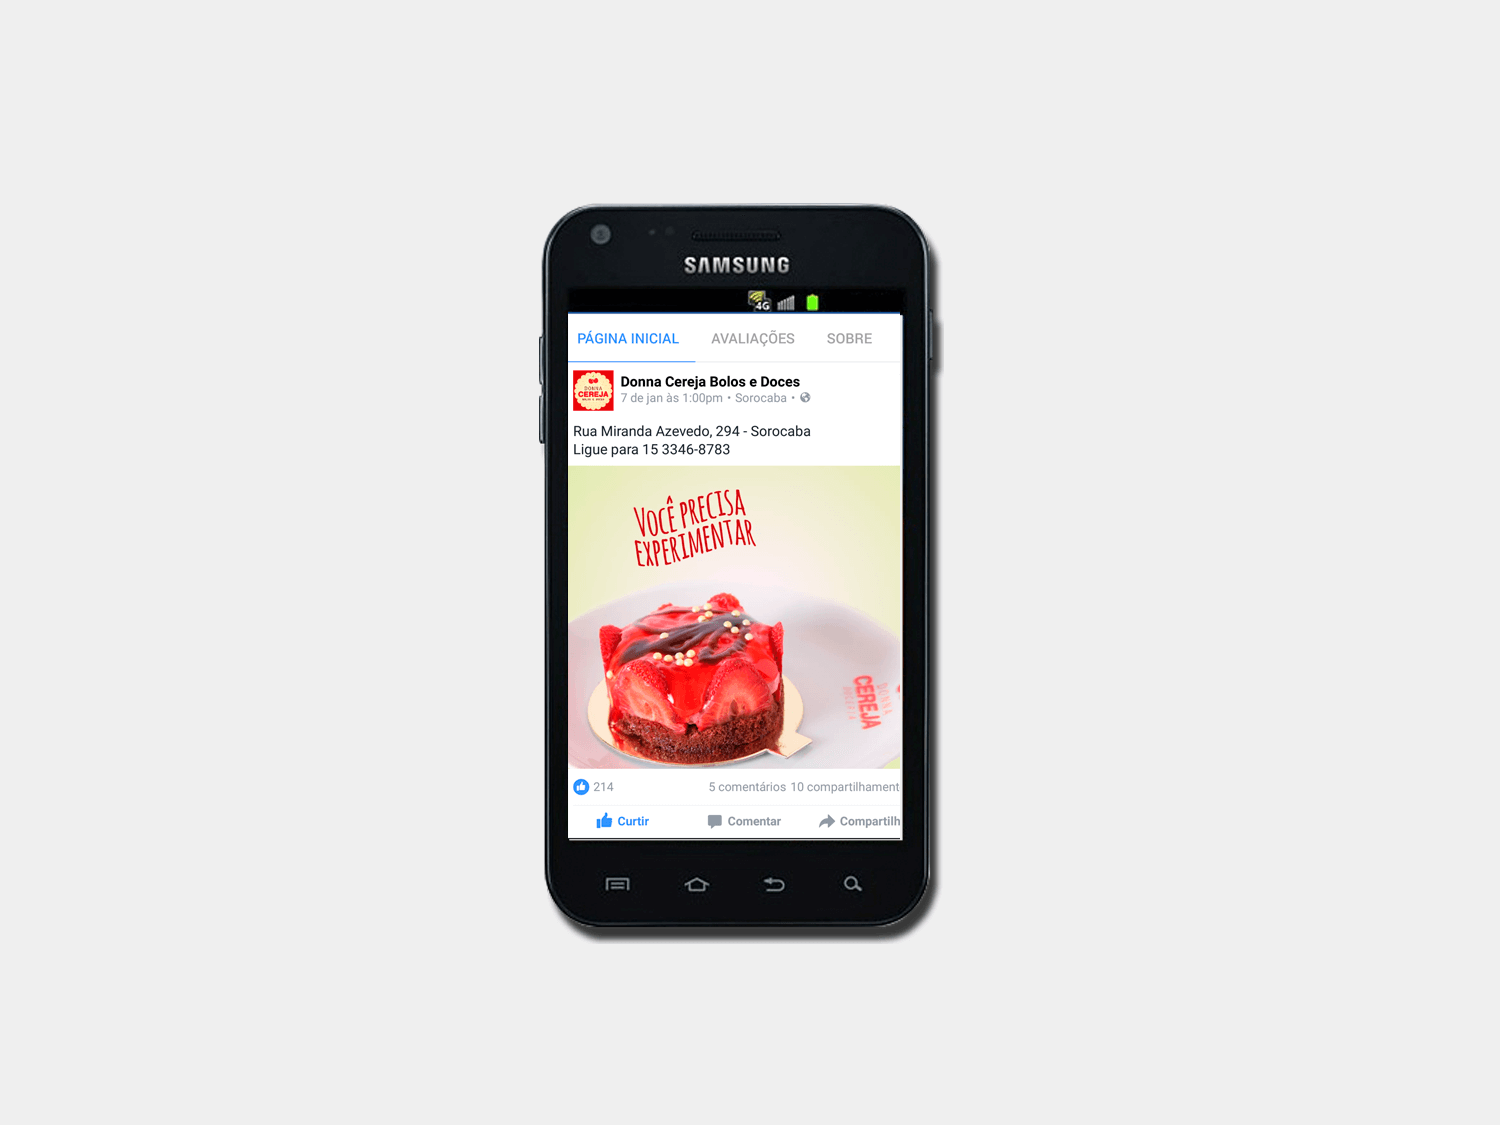 SAMSUNG
4G
PÁGINA INICIAL AVALIAÇÕES SOBRE
DONNA
CEREJA
Donna Cereja Bolos e Doces
7 de jan às 1:00pm • Sorocaba •
Rua Miranda Azevedo, 294 - Sorocaba
Ligue para 15 3346-8783
VOCÊ PRECISA
EXPERIMENTAR
DONNA
CEREJA
214 5 comentários 10 compartilhament
Curtir Comentar Compartilh